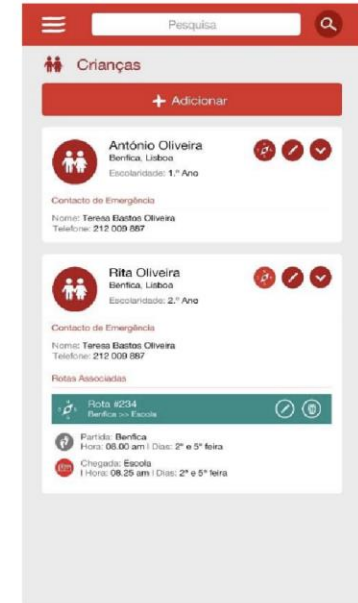 Pesquisa
Crianças
+ Adicionar
António Oliveira
Benfica, Lisboa
Escolaridade: 1.º Ano
Contacto de Emergência
Nome: Teresa Bastos Oliveira
Telefone: 212 009 887
Rita Oliveira
Benfica, Lisboa
Escolaridade: 2.º Ano
Contacto de Emergência
Nome: Teresa Bastos Oliveira
Telefone: 212 009 887
Rotas Associadas
Rota #234
Benfica >> Escola
Partida: Benfica
Hora: 08.00 am | Dias: 2ª e 5ª feira
Chegada: Escola
| Hora: 08.25 am | Dias: 2ª e 5ª feira